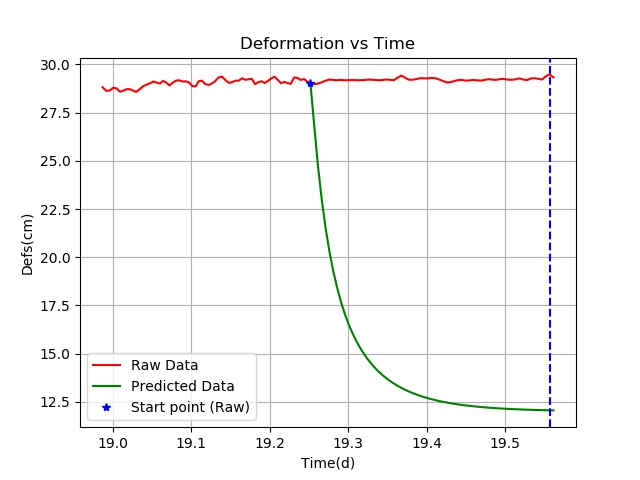 Deformation vs Time
30.0
27.5
25.0
22.5
20.0
17.5
15.0
12.5
Defs(cm)
Raw Data
Predicted Data
Start point (Raw)
19.0 19.1 19.2 19.3 19.4 19.5
Time(d)